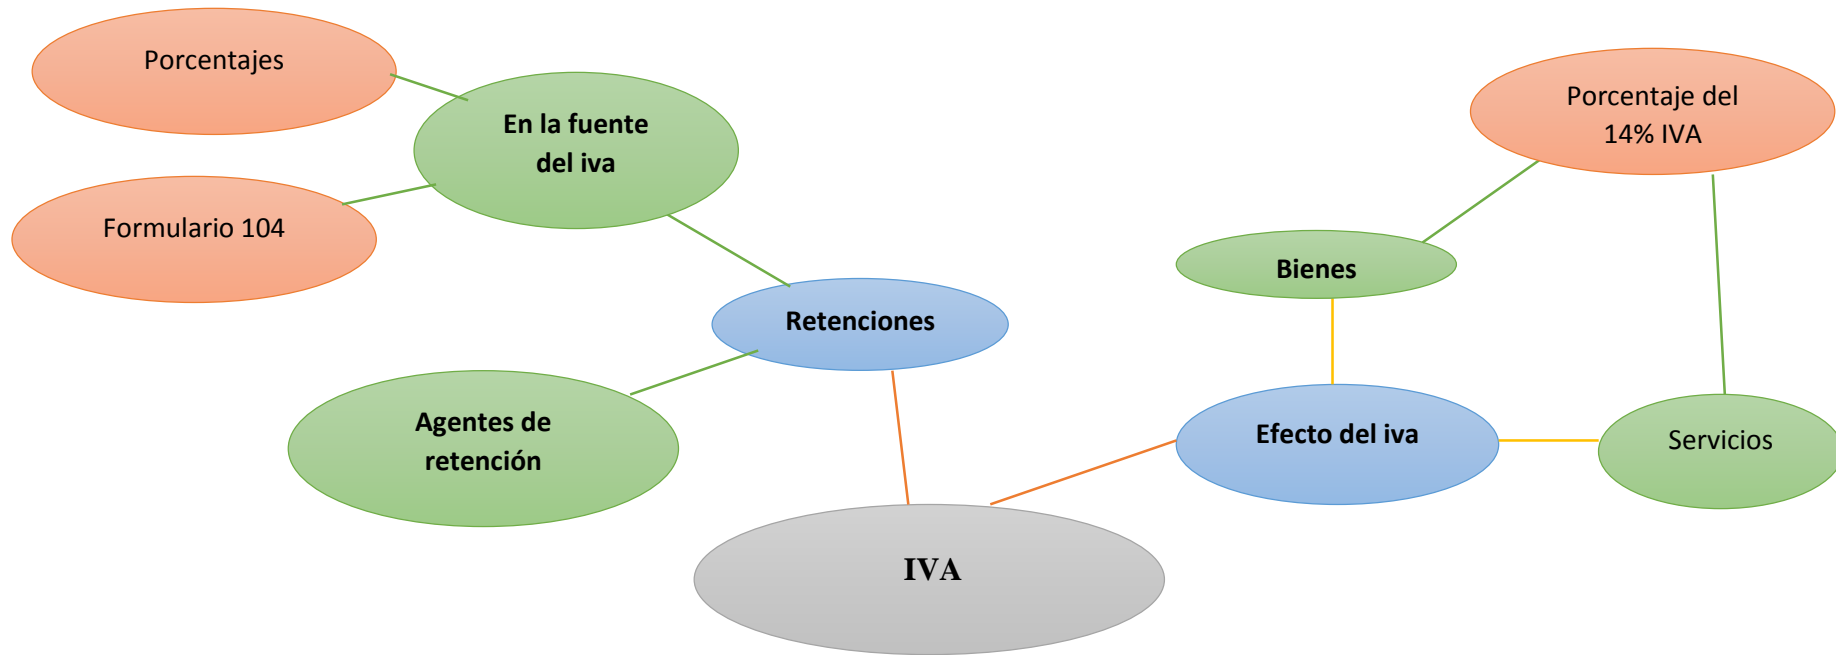 Porcentajes
En la fuente
del iva
Formulario 104
Retenciones
Agentes de
retención
Porcentaje del
14% IVA
Bienes
Efecto del iva
Servicios
IVA